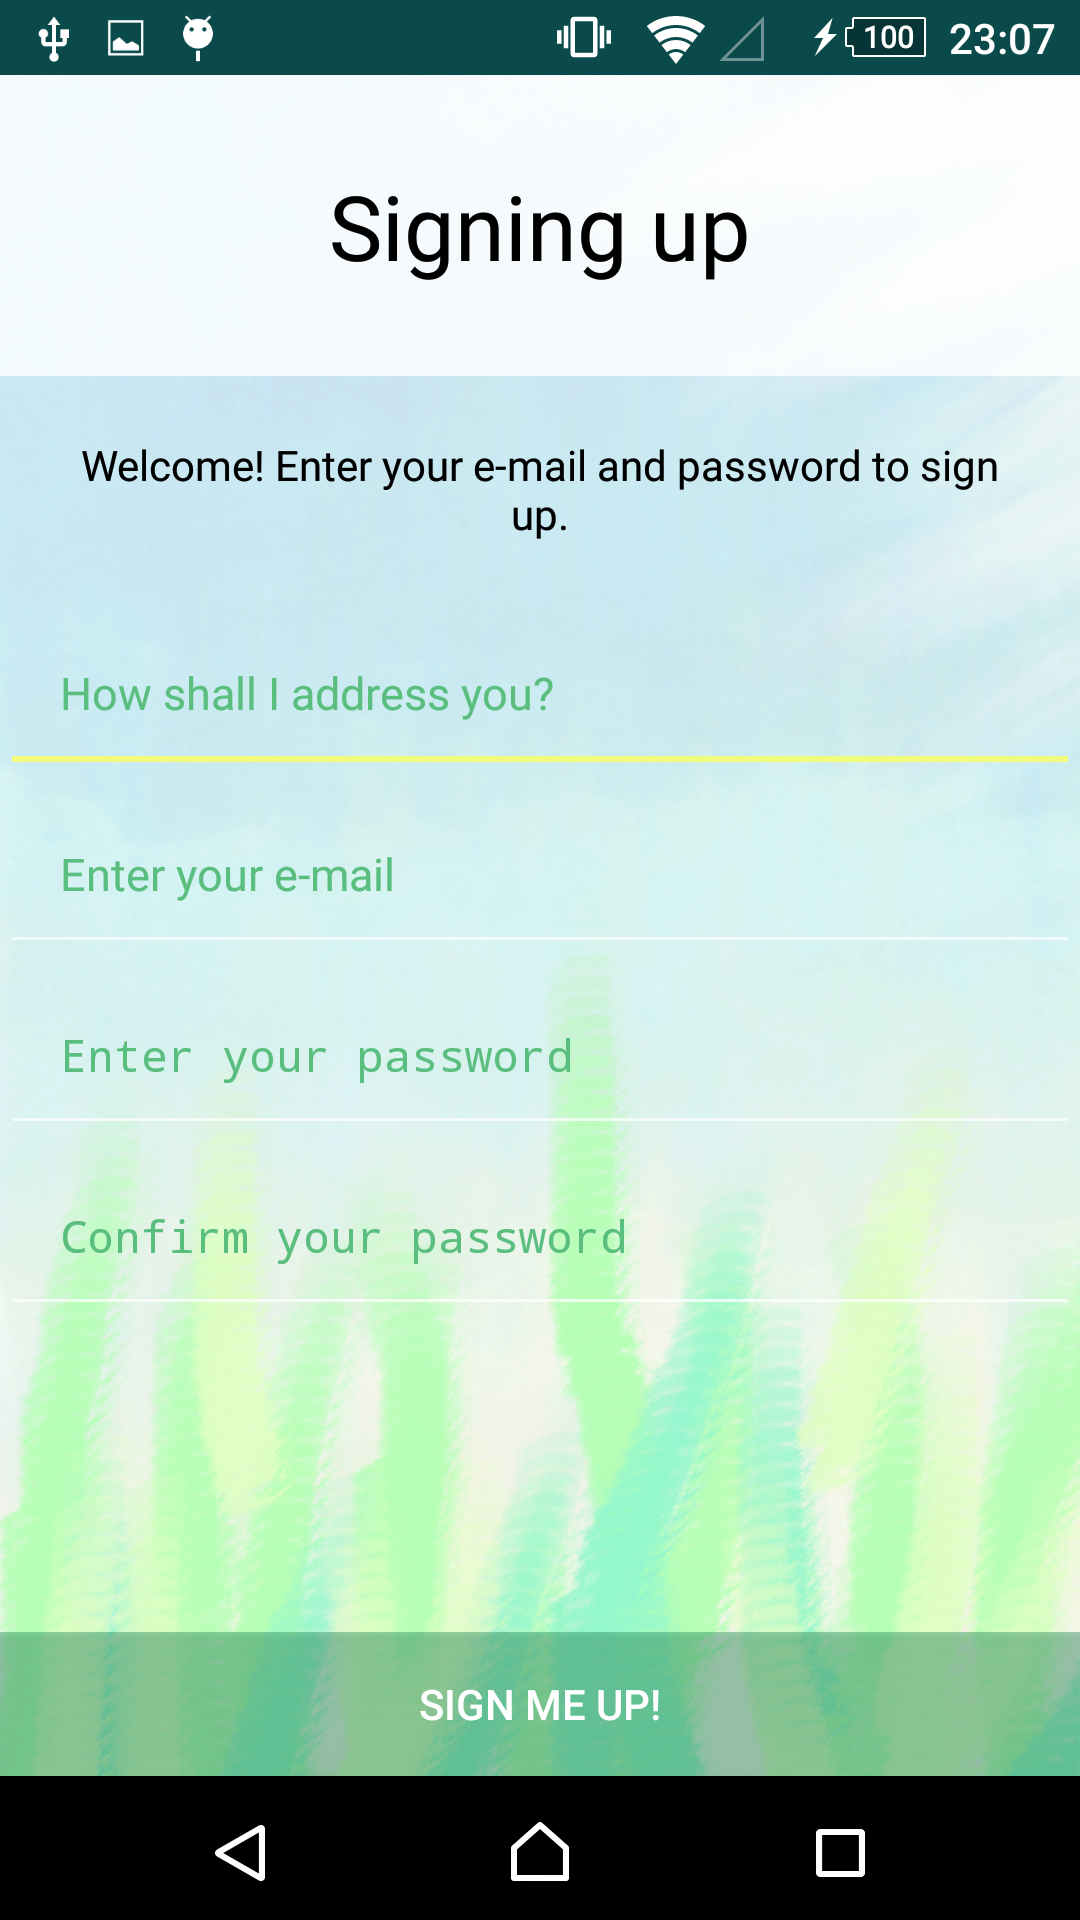 100 23:07
Signing up
Welcome! Enter your e-mail and password to sign
up.
How shall I address you?
Enter your e-mail
Enter your password
Confirm your password
SIGN ME UP!